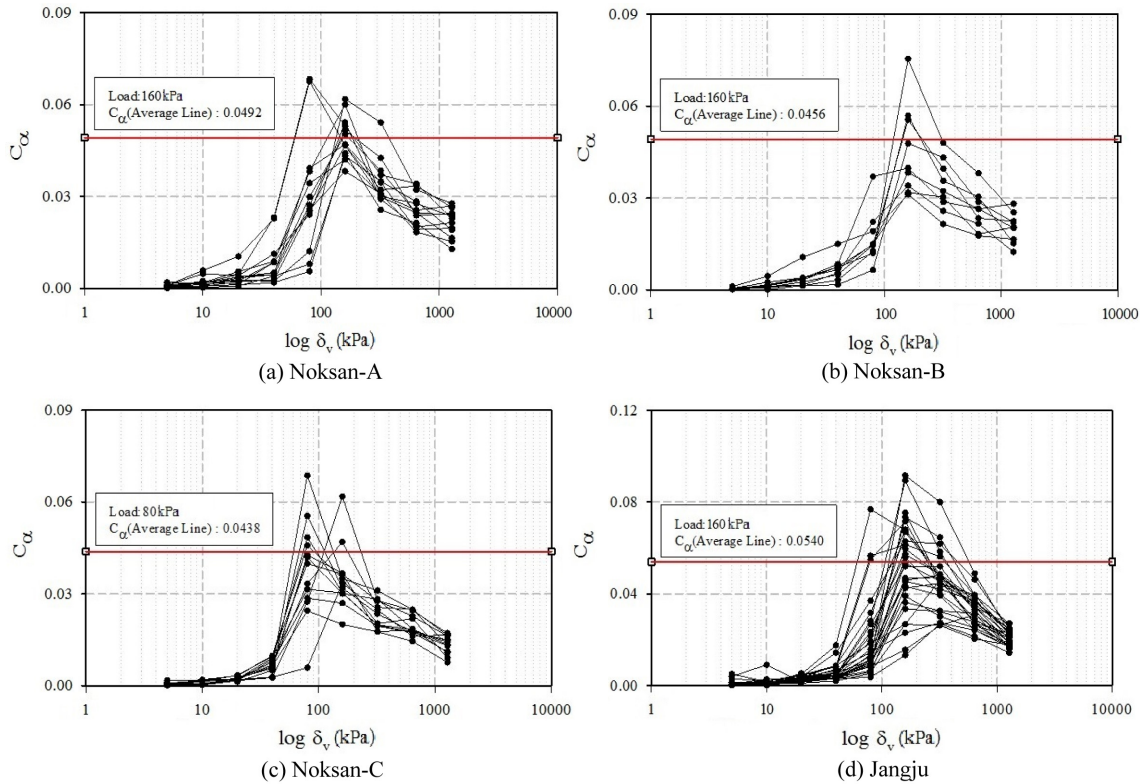 0.09
0.06
0.03
0.00
Cα
Load:160kPa
Cα(Average Line) : 0.0492
1
10
100
1000
10000
log δv (kPa)
(a) Noksan-A
0.09
0.06
0.03
0.00
Cα
Load:160kPa
Cα(Average Line) : 0.0456
1
10
100
1000
10000
log δv (kPa)
(b) Noksan-B
0.09
0.06
0.03
0.00
Cα
Load:80kPa
Cα(Average Line) : 0.0438
1
10
100
1000
10000
log δv (kPa)
(c) Noksan-C
0.12
0.08
0.04
0.00
Cα
Load:160kPa
Cα(Average Line) : 0.0540
1
10
100
1000
10000
log δv (kPa)
(d) Jangju